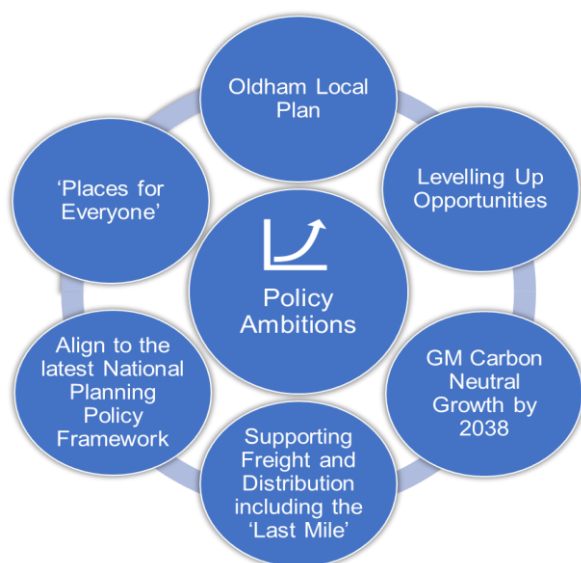 Oldham Local
Plan
Levelling Up
Opportunities
GM Carbon
Neutral
Growth by
2038
Supporting
Freight and
Distribution
including the
‘Last Mile’
Align to the
latest National
Planning
Policy
Framework
‘Places for
Everyone’
Policy
Ambitions